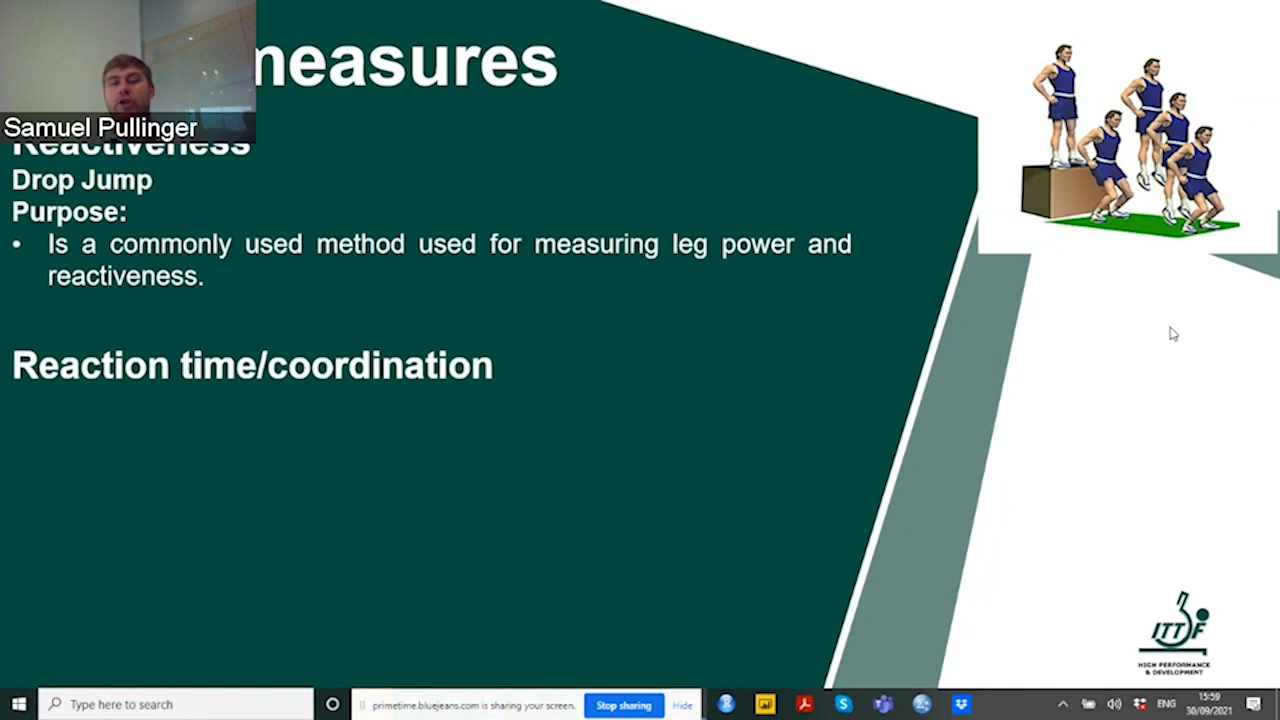 measures
Samuel Pullinger
Reactiveness
Drop Jump
Purpose:
• Is a commonly used method used for measuring leg power and
reactiveness.
Reaction time/coordination
ITTF
HIGH PERFORMANCE
& DEVELOPMENT
Type here to search
primetime.bluejeans.com is sharing your screen.
Stop sharing
Hide
ENG
15:59
30/09/2021